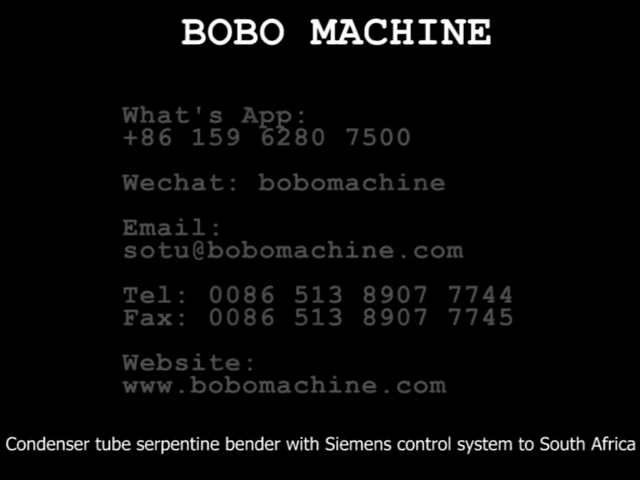 BOBO MACHINE
What's App:
+86 159 6280 7500
Wechat: bobomachine
Email:
sotu@bobomachine.com
Tel: 0086 513 8907 7744
Fax: 0086 513 8907 7745
Website:
www.bobomachine.com
Condenser tube serpentine bender with Siemens control system to South Africa